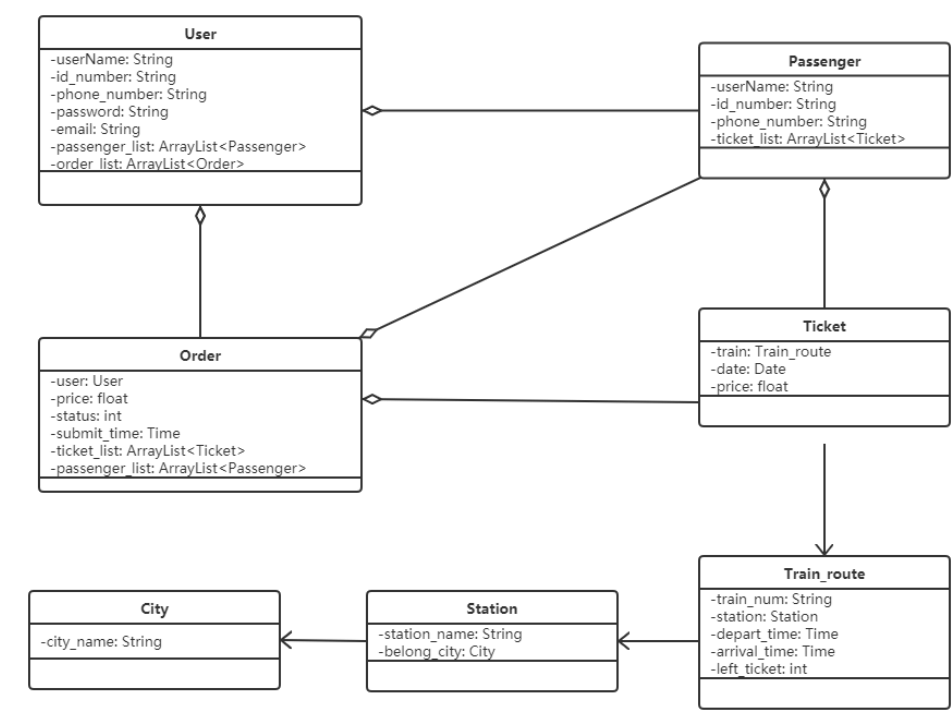 User
-userName: String
-id_number: String
-phone_number: String
-password: String
-email: String
-passenger_list: ArrayList<Passenger>
-order_list: ArrayList<Order>
Passenger
-userName: String
-id_number: String
-phone_number: String
-ticket_list: ArrayList<Ticket>
Order
-user: User
-price: float
-status: int
-submit_time: Time
-ticket_list: ArrayList<Ticket>
-passenger_list: ArrayList<Passenger>
Ticket
-train: Train_route
-date: Date
-price: float
City
-city_name: String
Station
-station_name: String
-belong_city: City
Train_route
-train_num: String
-station: Station
-depart_time: Time
-arrival_time: Time
-left_ticket: int